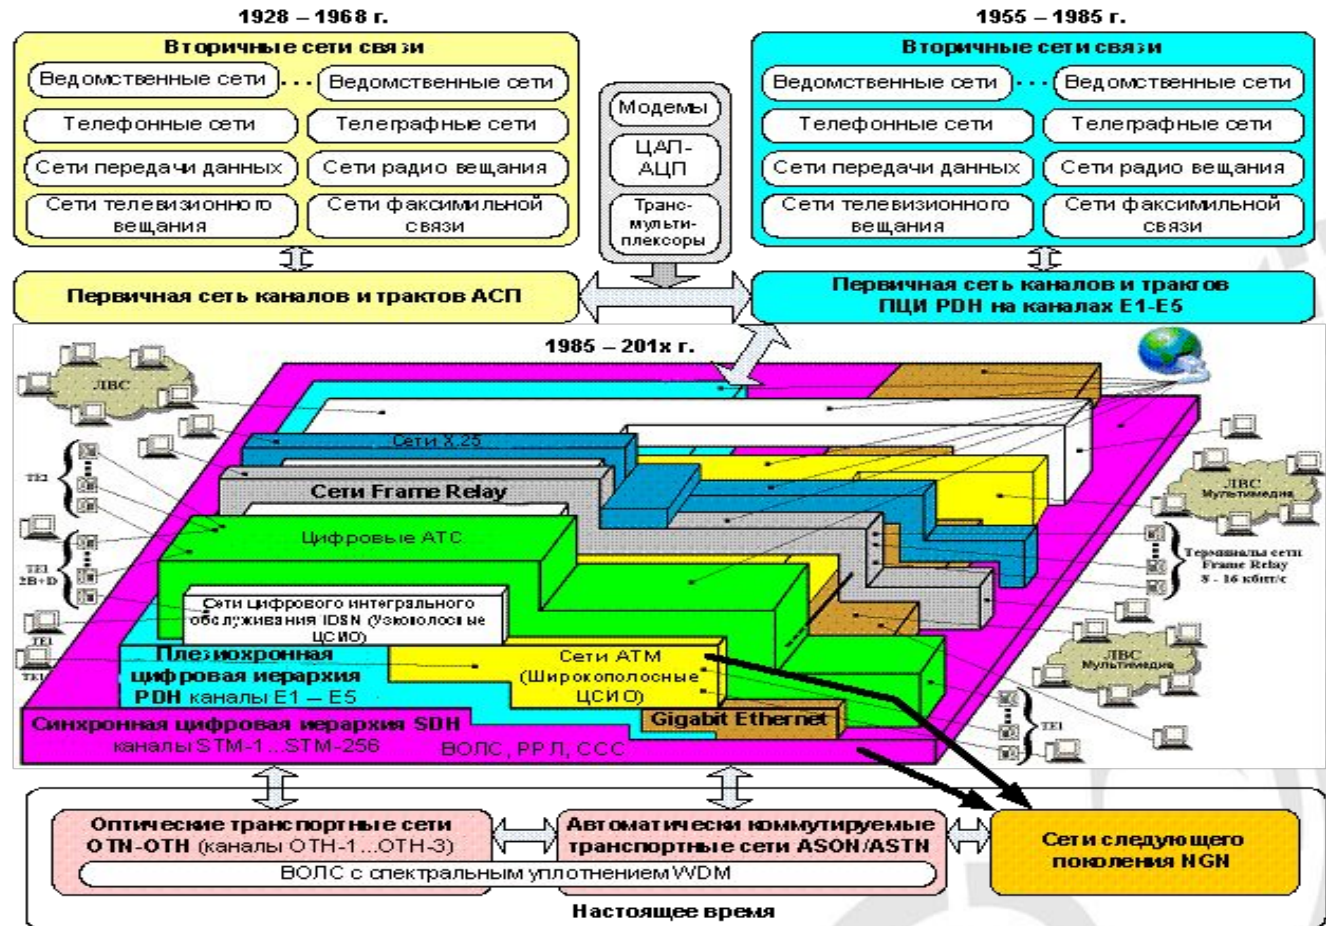 1928 – 1968 г.
1955 – 1985 г.
Вторичные сети связи
Ведомственные сети ... Ведомственные сети
Телефонные сети
Телеграфные сети
Сети передачи данных
Сети радио вещания
Сети телевизионного
вещания
Сети факсимильной
связи
Модемы
ЦАП-
АЦП
Транс-
мульти-
плексоры
Вторичные сети связи
Ведомственные сети ... Ведомственные сети
Телефонные сети
Телеграфные сети
Сети передачи данных
Сети радио вещания
Сети телевизионного
вещания
Сети факсимильной
связи
Первичная сеть каналов и трактов АСП
Первичная сеть каналов и трактов
ПЦИ PDH на каналах E1-E5
1985 – 201x г.
ЛВС
TE2
TE1
2B+D
TE1
TE1
Сети X.25
Сети Frame Relay
Цифровые АТС
Сети цифрового интегрального
обслуживания IDSN (Узкополосные
ЦСИО)
Плезиохронная
цифровая иерархия
PDH каналы E1 – E5
Сети ATM
(Широкополосные
ЦСИО)
Gigabit Ethernet
Синхронная цифровая иерархия SDH
каналы STM-1...STM-256
ВОЛС, РРЛ, ССС
ЛВС
Мультимедиа
Терминалы сети
Frame Relay
8 - 16 кбит/с
ЛВС
Мультимедиа
TE1
Оптические транспортные сети
OTN-OTH (каналы OTH-1...OTH-3)
Автоматически коммутируемые
транспортные сети ASON/ASTN
ВОЛС с спектральным уплотнением WDM
Сети следующего
поколения NGN
Настоящее время